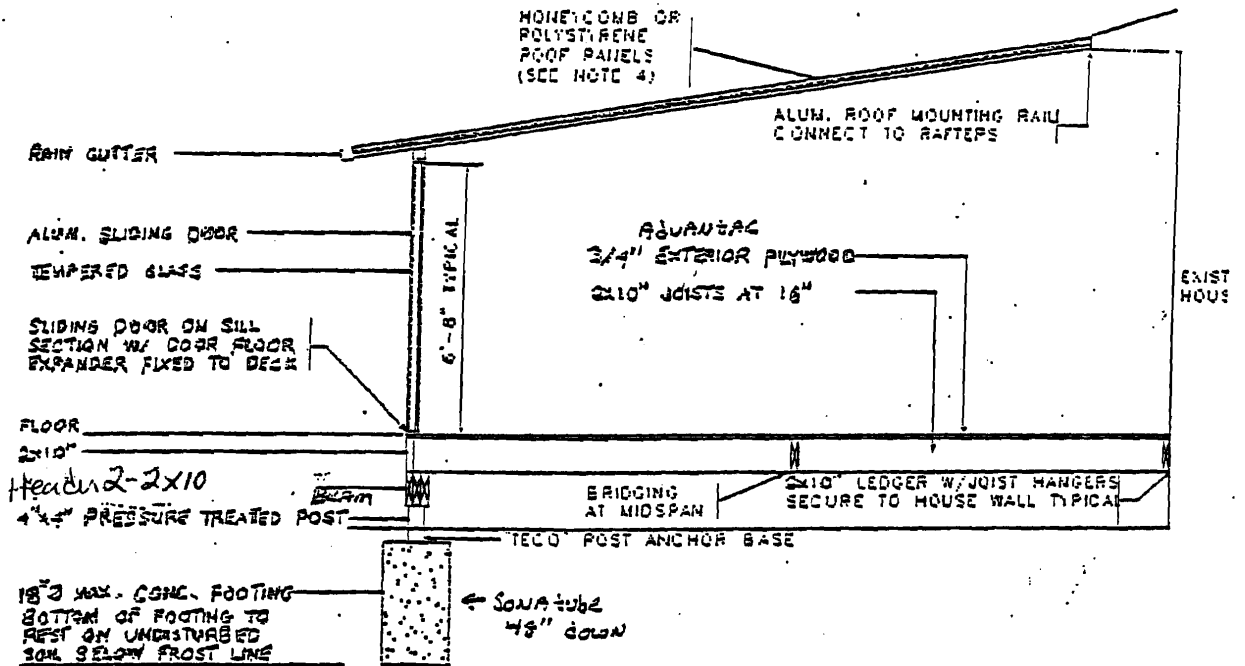 HONEYCOMB OR
POLYSTYRENE
ROOF PANELS
(SEE NOTE 4)
ALUM. ROOF MOUNTING RAIL
CONNECT TO RAFTERS
RAIN GUTTER
ALUM. SLIDING DOOR
TEMPERED GLASS
6'-8" TYPICAL
ADVANTAC
3/4" EXTERIOR PLYWOOD
2X10" JOISTS AT 16"
EXIST
HOUS
SLIDING DOOR ON SILL
SECTION W/ DOOR FLOOR
EXPANDER FIXED TO DECK
FLOOR
2X10"
Header 2-2x10
BEAM
4"x4" PRESSURE TREATED POST
BRIDGING
AT MIDSPAN
2X10" LEDGER W/JOIST HANGERS
SECURE TO HOUSE WALL TYPICAL
'TECO' POST ANCHOR BASE
18"Ø MAX. CONC. FOOTING
BOTTOM OF FOOTING TO
REST ON UNDISTURBED
SOIL BELOW FROST LINE
SONA tube
48" DOWN